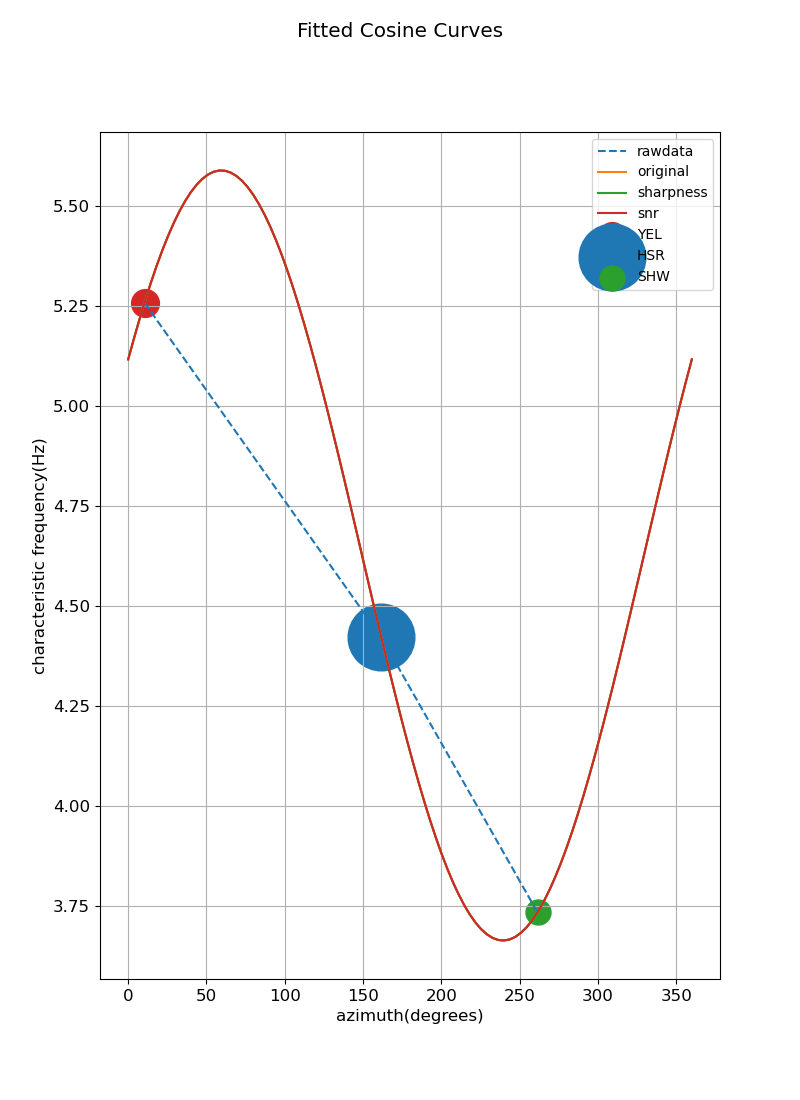 Fitted Cosine Curves
rawdata
original
sharpness
snr
YEL
HSR
SHW
characteristic frequency(Hz)
5.50
5.25
5.00
4.75
4.50
4.25
4.00
3.75
0 50 100 150 200 250 300 350
azimuth(degrees)